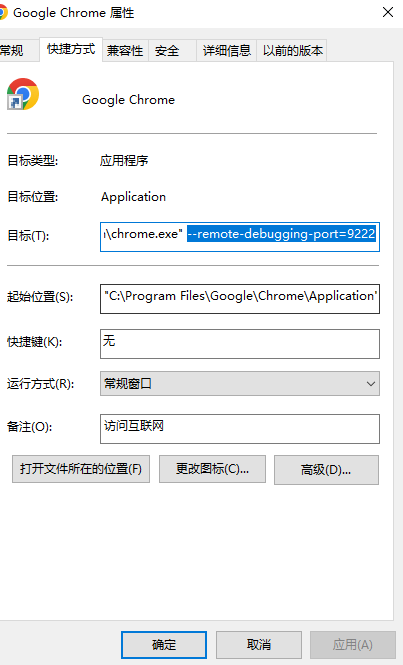 Google Chrome 属性
常规 快捷方式 兼容性 安全 详细信息 以前的版本
Google Chrome
目标类型: 应用程序
目标位置: Application
目标(T): \chrome.exe" --remote-debugging-port=9222
起始位置(S): "C:\Program Files\Google\Chrome\Application"
快捷键(K): 无
运行方式(R): 常规窗口
备注(O): 访问互联网
打开文件所在的位置(F) 更改图标(C)... 高级(D)...
确定 取消 应用(A)